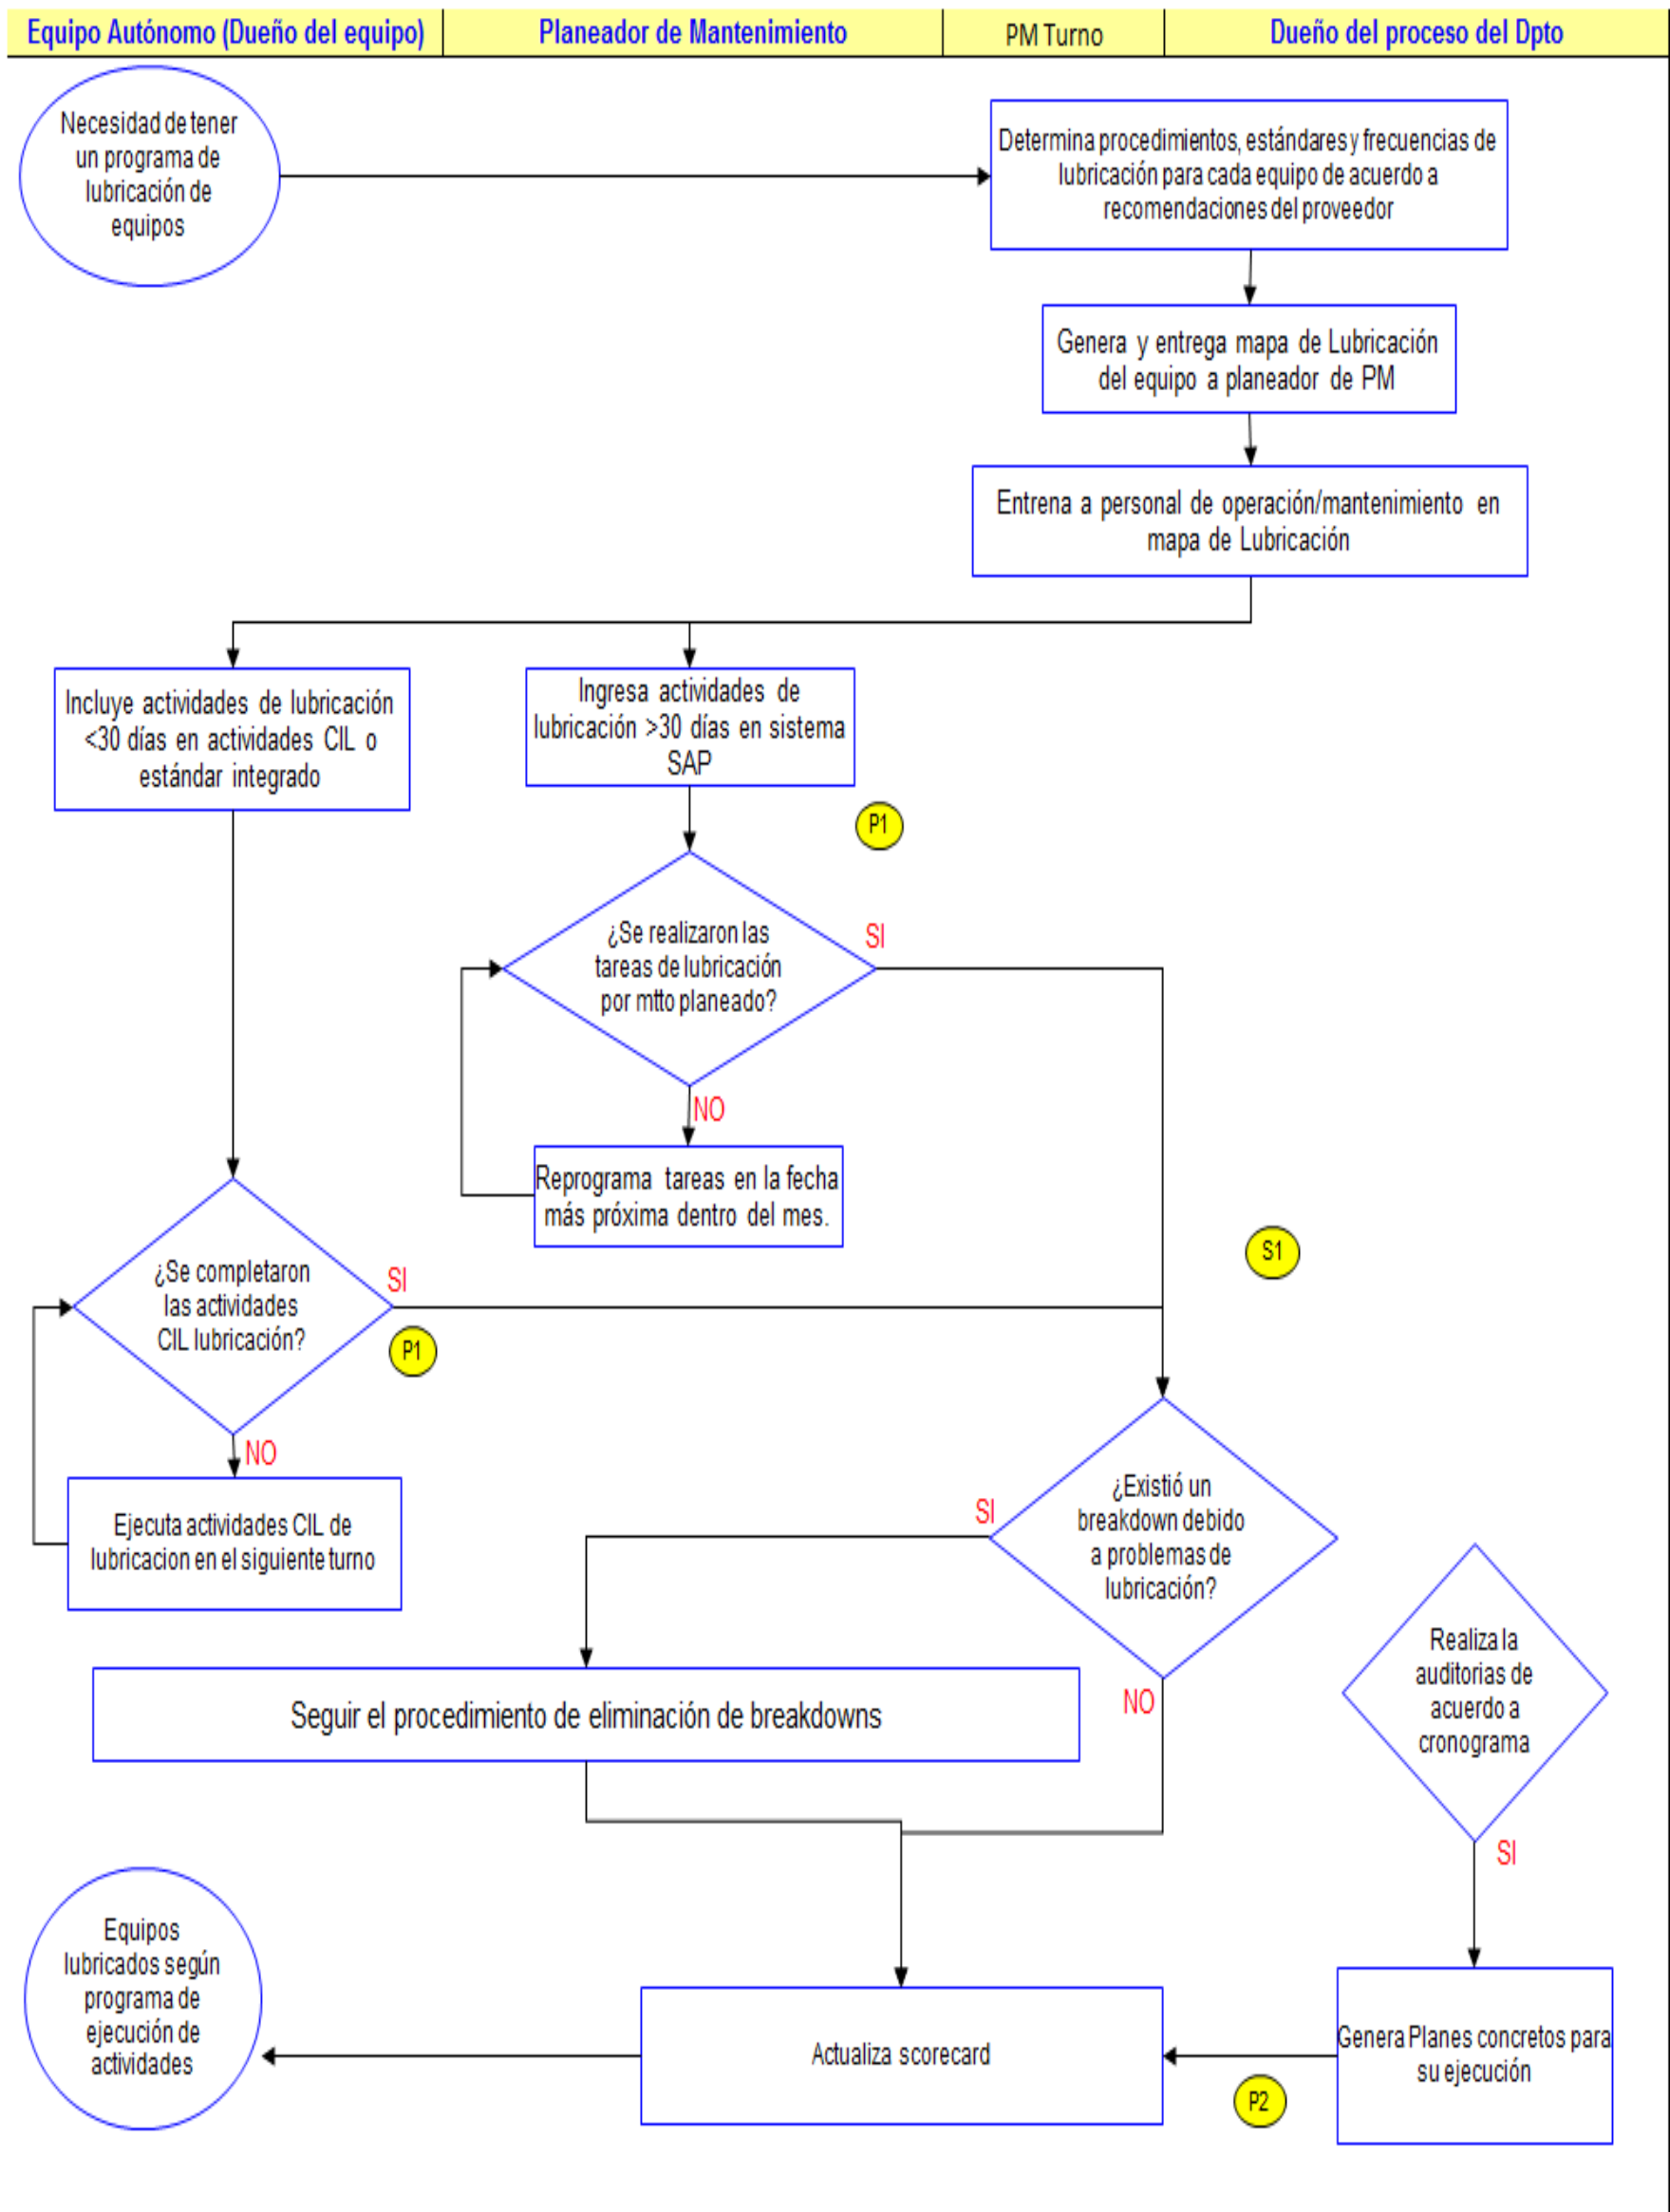 Equipo Autónomo (Dueño del equipo)
Planeador de Mantenimiento
PM Turno
Dueño del proceso del Dpto
Necesidad de tener
un programa de
lubricación de
equipos
Determina procedimientos, estándares y frecuencias de
lubricación para cada equipo de acuerdo a
recomendaciones del proveedor
Genera y entrega mapa de Lubricación
del equipo a planeador de PM
Entrena a personal de operación/mantenimiento en
mapa de Lubricación
Incluye actividades de lubricación
<30 días en actividades CIL o
estándar integrado
Ingresa actividades de
lubricación >30 días en sistema
SAP
P1
¿Se realizaron las
tareas de lubricación
por mtto planeado?
SI
NO
Reprograma tareas en la fecha
más próxima dentro del mes.
S1
¿Se completaron
las actividades
CIL lubricación?
SI
P1
NO
Ejecuta actividades CIL de
lubricacion en el siguiente turno
¿Existió un
breakdown debido
a problemas de
lubricación?
SI
NO
Realiza la
auditorias de
acuerdo a
cronograma
SI
Seguir el procedimiento de eliminación de breakdowns
Equipos
lubricados según
programa de
ejecución de
actividades
Actualiza scorecard
Genera Planes concretos para
su ejecución
P2